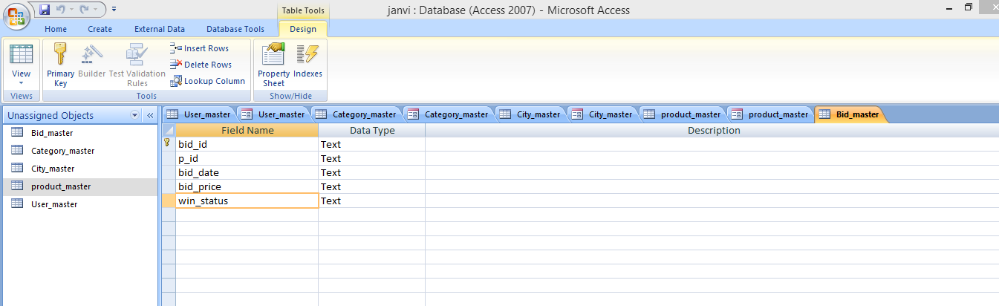 janvi : Database (Access 2007) - Microsoft Access
Table Tools
Home Create External Data Database Tools Design
View
Views
Primary Key
Builder
Test Validation Rules
Insert Rows
Delete Rows
Lookup Column
Tools
Property Sheet
Indexes
Show/Hide
Unassigned Objects
Bid_master
Category_master
City_master
product_master
User_master
User_master User_master Category_master Category_master City_master City_master product_master product_master Bid_master
Field Name Data Type Description
bid_id Text
p_id Text
bid_date Text
bid_price Text
win_status Text